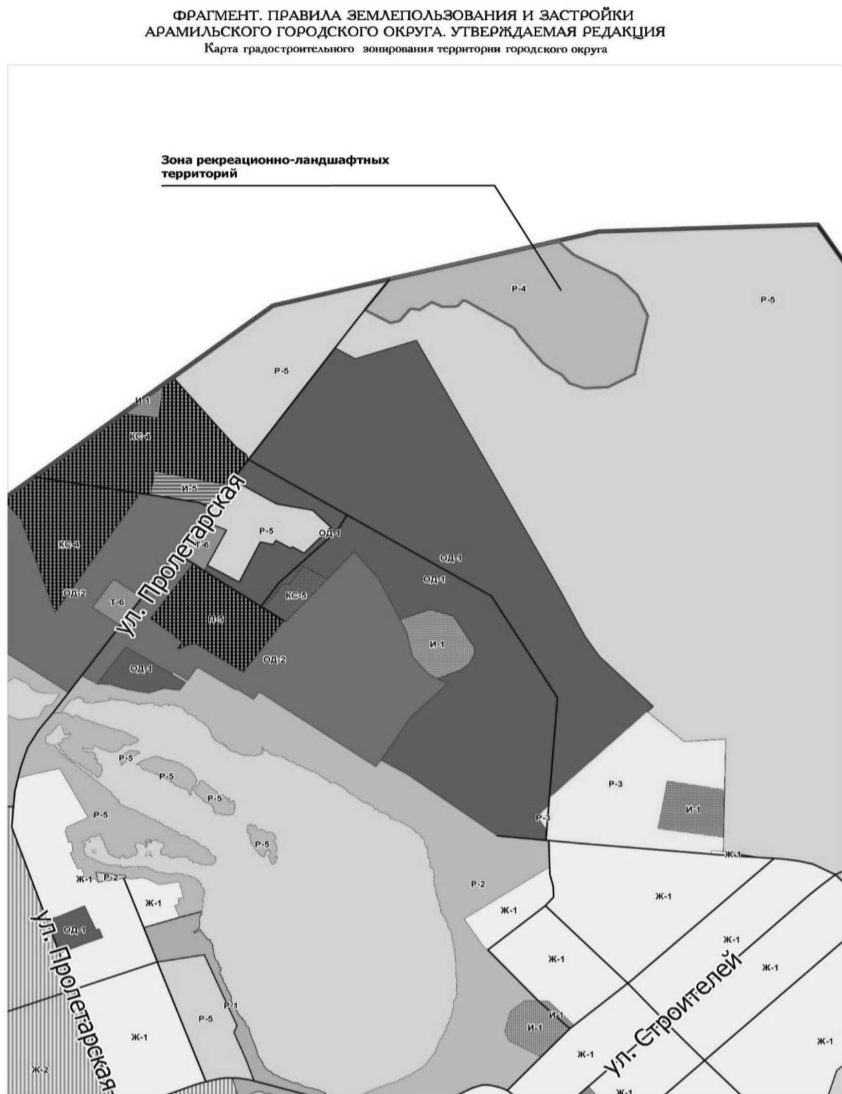 ФРАГМЕНТ. ПРАВИЛА ЗЕМЛЕПОЛЬЗОВАНИЯ И ЗАСТРОЙКИ
АРАМИЛЬСКОГО ГОРОДСКОГО ОКРУГА. УТВЕРЖДАЕМАЯ РЕДАКЦИЯ
Карта градостроительного зонирования территории городского округа
Зона рекреационно-ландшафтных
территорий
Р-4
Р-5
Р-5
И-1
КС-4
И-5
Р-5
ОД-1
КС-4
Т-6
ОД-1
ОД-1
ОД-2
Т-6
КС-5
ул. Пролетарская
П-5
И-1
ОД-2
ОД-1
Р-5
Р-5
Р-5
Р-3
Р-5
И-1
Р-3
Р-5
Ж-1
Ж-1
Р-2
Р-2
Ж-1
Ж-1
Ж-1
ОД-1
ул. Пролетарская
Ж-1
Ж-1
Ж-1
Р-1
Р-5
И-1
И-1
ул. Строителей
Ж-1
Ж-1
Ж-1
Ж-2
Ж-1